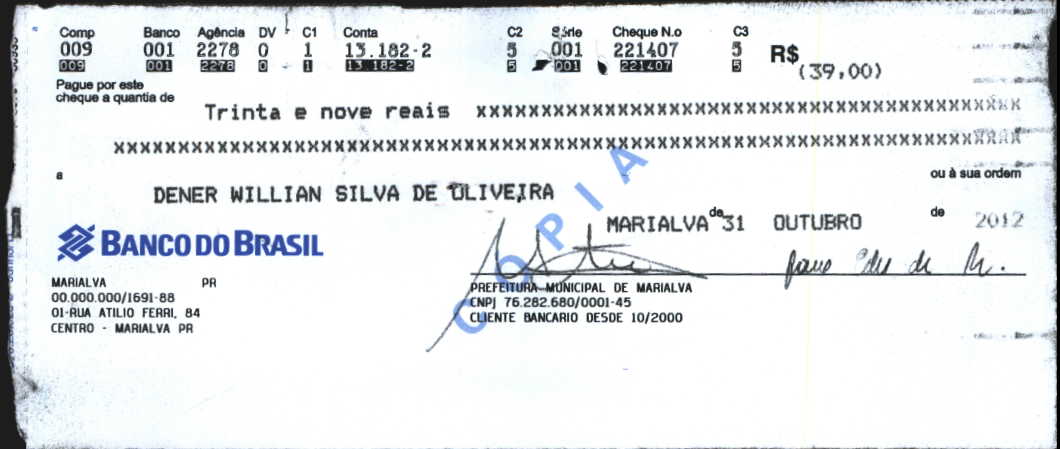 Comp Banco Agência DV C1 Conta C2 Série Cheque N.o C3
009 001 2278 0 1 13.182-2 5 001 221407 5 R$ (39,00)
009 001 2278 0 1 13 182-2 5 001 221407 5
Pague por este
cheque a quantia de
Trinta e nove reais xxxxxxxxxxxxxxxxxxxxxxxxxxxxxxxxxxxxxxxxxx
xxxxxxxxxxxxxxxxxxxxxxxxxxxxxxxxxxxxxxxxxxxxxxxxxxxxxxxxxxxxxxxxxxxxx
a ou à sua ordem
DENER WILLIAN SILVA DE OLIVEIRA
COPIA
MARIALVA de 31 OUTUBRO de 2012
BANCO DO BRASIL
MARIALVA PR
00.000.000/1691-88
01-RUA ATILIO FERRI, 84
CENTRO - MARIALVA PR
PREFEITURA MUNICIPAL DE MARIALVA
CNPJ 76.282.680/0001-45
CLIENTE BANCARIO DESDE 10/2000